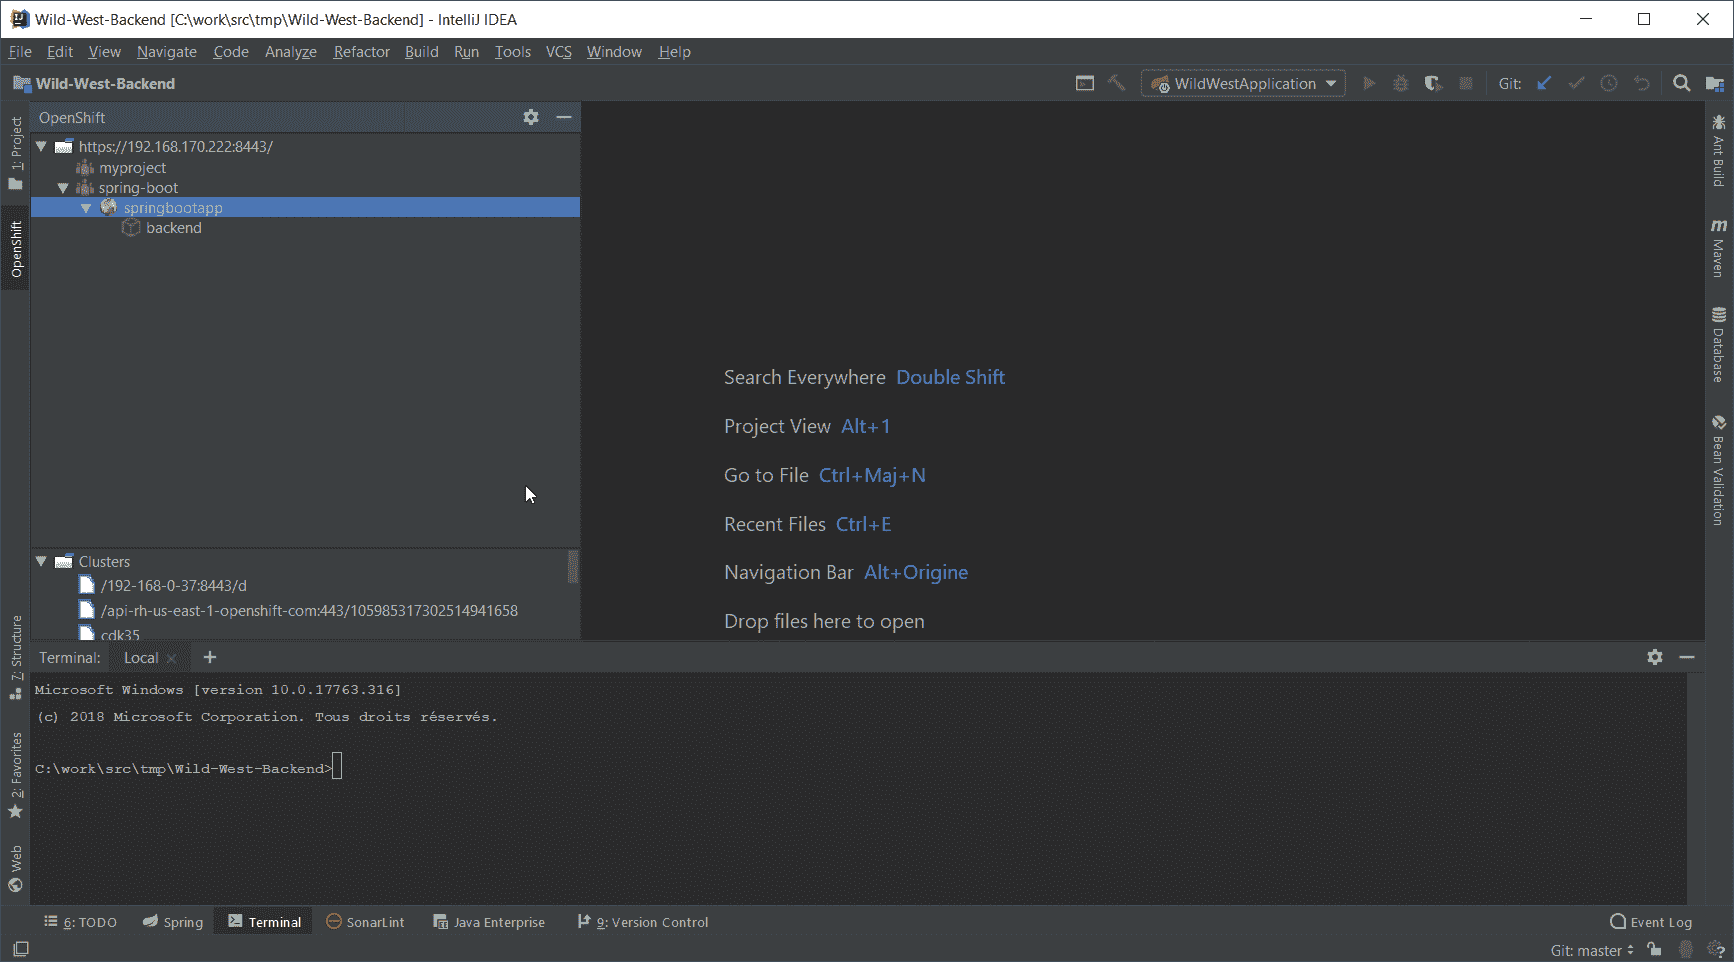 Wild-West-Backend [C:\work\src\tmp\Wild-West-Backend] - IntelliJ IDEA
File Edit View Navigate Code Analyze Refactor Build Run Tools VCS Window Help
Wild-West-Backend
WildWestApplication
Git:
1: Project
OpenShift
7: Structure
2: Favorites
Web
OpenShift
https://192.168.170.222:8443/
myproject
spring-boot
springbootapp
backend
Clusters
/192-168-0-37:8443/d
/api-rh-us-east-1-openshift-com:443/105985317302514941658
cdk35
Search Everywhere Double Shift
Project View Alt+1
Go to File Ctrl+Maj+N
Recent Files Ctrl+E
Navigation Bar Alt+Origine
Drop files here to open
Ant Build
Maven
Database
Bean Validation
Terminal: Local
Microsoft Windows [version 10.0.17763.316]
(c) 2018 Microsoft Corporation. Tous droits réservés.
C:\work\src\tmp\Wild-West-Backend>
6: TODO Spring Terminal SonarLint Java Enterprise 9: Version Control Event Log
Git: master